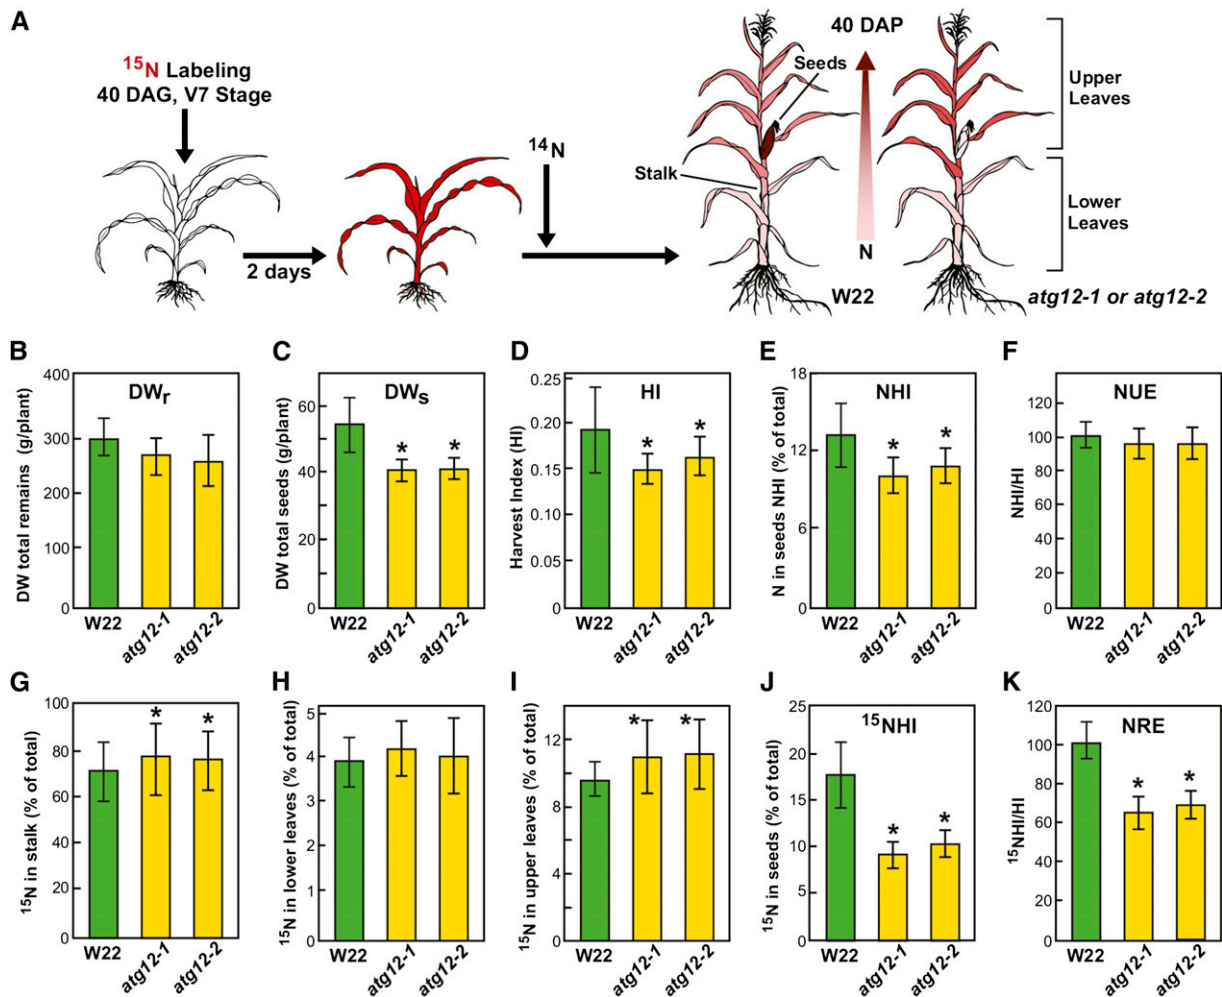 A
15N Labeling
40 DAG, V7 Stage
2 days
14N
40 DAP
Seeds
Stalk
N
W22
atg12-1 or atg12-2
Upper
Leaves
Lower
Leaves
B
DWr
DW total remains (g/plant)
400
300
200
100
0
W22
atg12-1
atg12-2
C
DWs
DW total seeds (g/plant)
60
40
20
0
* *
W22
atg12-1
atg12-2
D
HI
Harvest Index (HI)
0.25
0.20
0.15
0.10
0.05
0
* *
W22
atg12-1
atg12-2
E
NHI
N in seeds NHI (% of total)
18
12
6
0
* *
W22
atg12-1
atg12-2
F
NUE
NHI/HI
120
100
80
60
40
20
0
W22
atg12-1
atg12-2
G
15N in stalk (% of total)
100
80
60
40
20
0
* *
W22
atg12-1
atg12-2
H
15N in lower leaves (% of total)
5
4
3
2
1
0
W22
atg12-1
atg12-2
I
15N in upper leaves (% of total)
12
8
4
0
* *
W22
atg12-1
atg12-2
J
15NHI
15N in seeds (% of total)
25
20
15
10
5
0
* *
W22
atg12-1
atg12-2
K
NRE
15NHI/HI
120
100
80
60
40
20
0
* *
W22
atg12-1
atg12-2